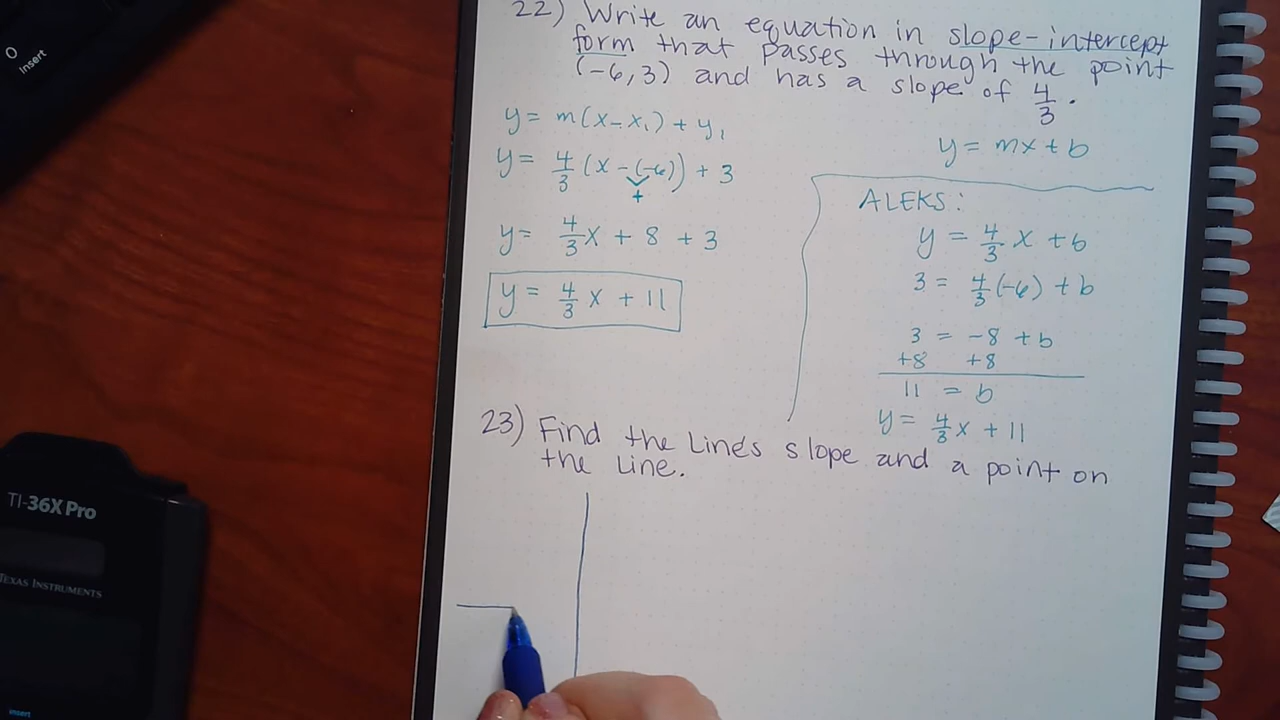 22) Write an equation in slope-intercept
form that passes through the point
(-6, 3) and has a slope of 4/3.
y = m(x - x₁) + y₁
y = 4/3 (x - (-6)) + 3
+
y = 4/3 x + 8 + 3
y = 4/3 x + 11
y = mx + b
ALEKS:
y = 4/3 x + b
3 = 4/3 (-6) + b
3 = -8 + b
+8 +8
11 = b
y = 4/3 x + 11
23) Find the Line's slope and a point on
the Line.
O
Insert
TI-36X Pro
TEXAS INSTRUMENTS
insert